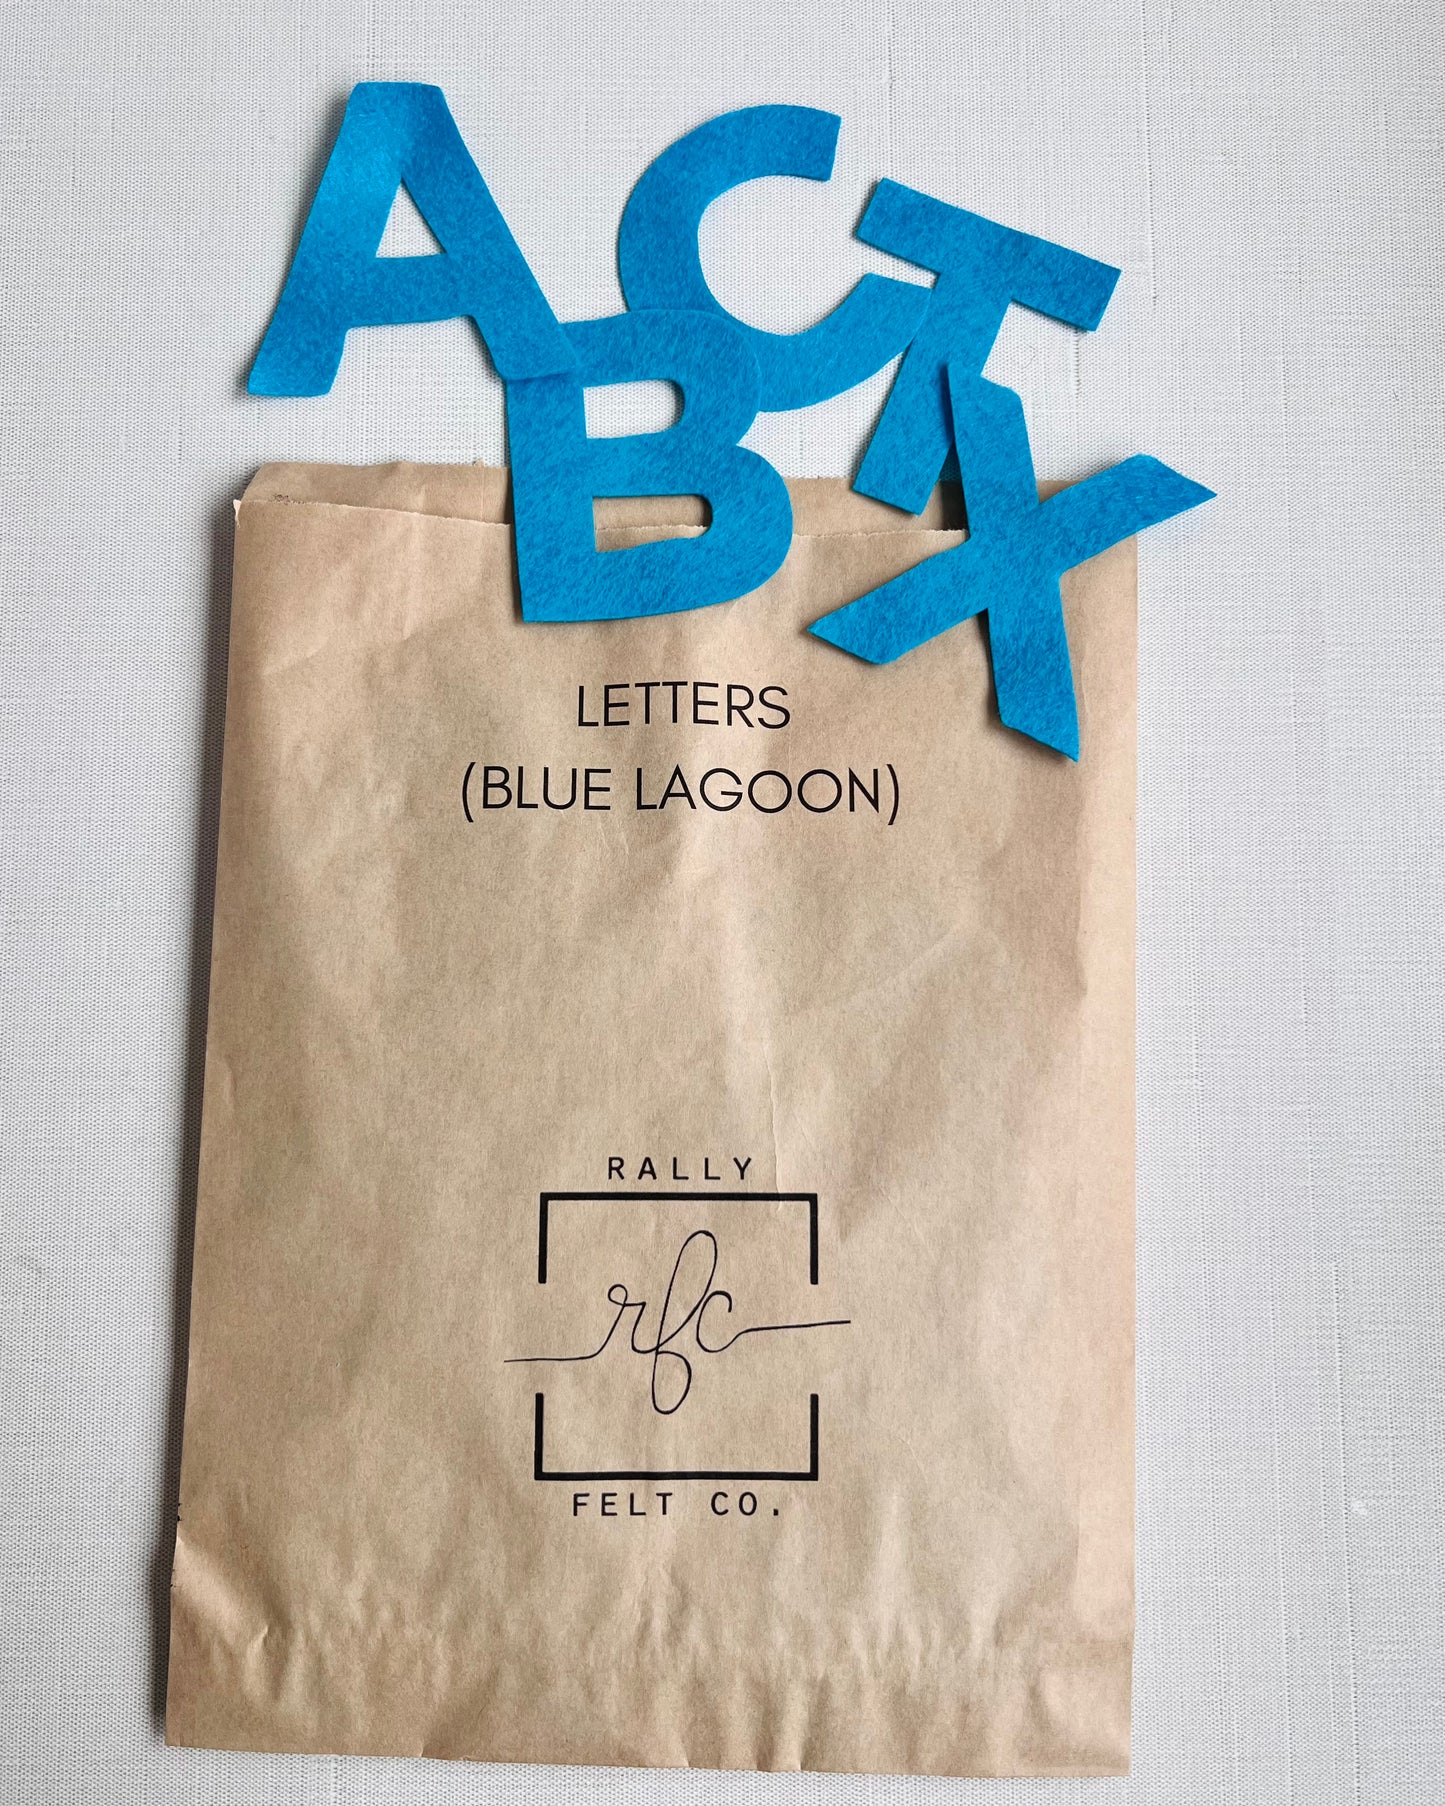 A
C
T
B
X
LETTERS
(BLUE LAGOON)
RALLY
rfc
FELT CO.